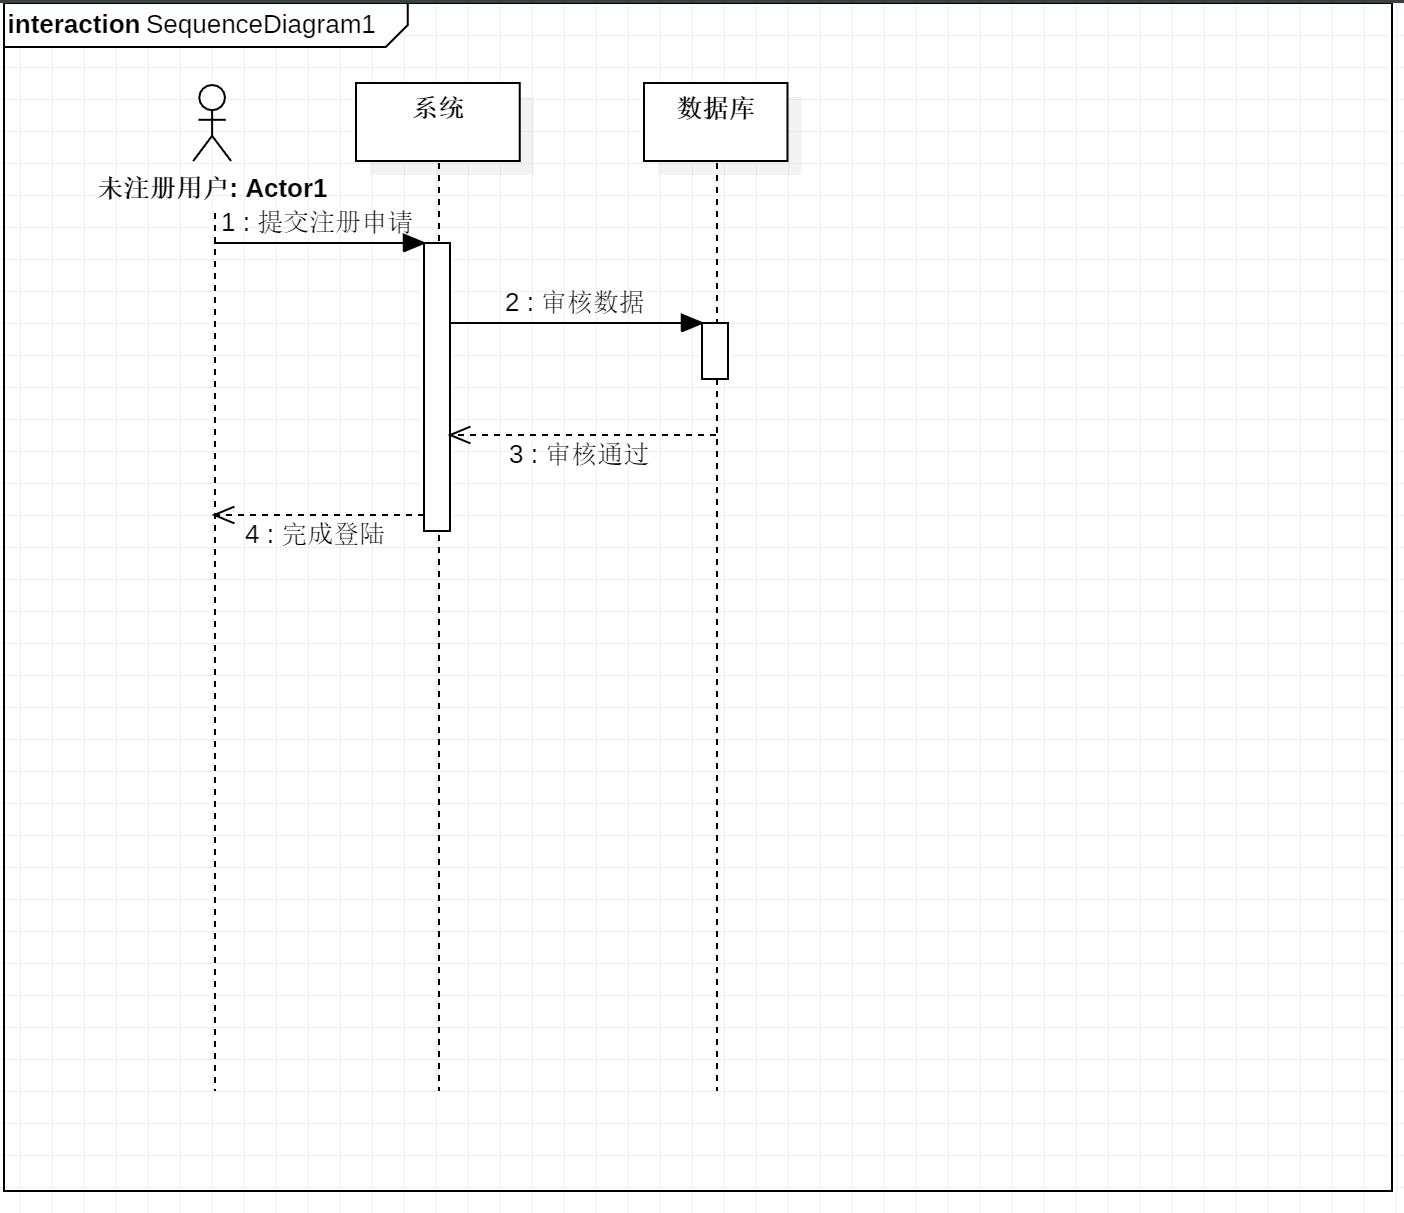 interaction SequenceDiagram1
系统
数据库
未注册用户: Actor1
1 : 提交注册申请
2 : 审核数据
3 : 审核通过
4 : 完成登陆